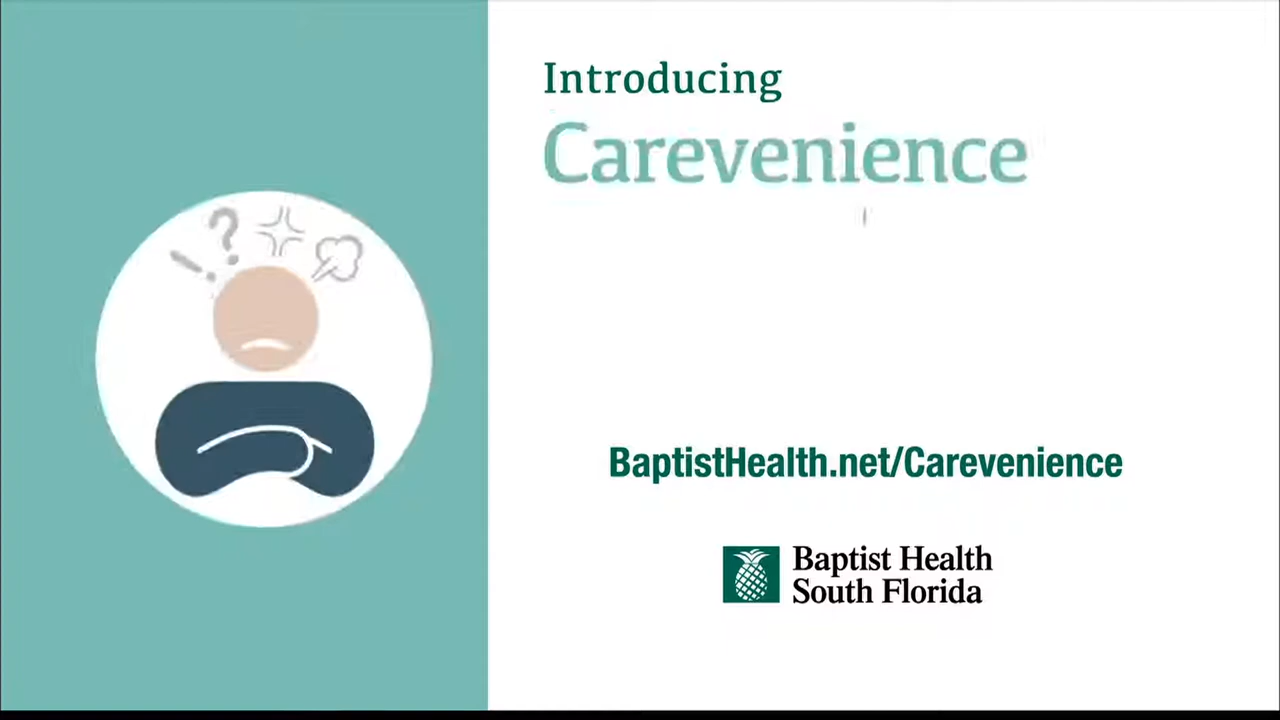 Introducing
Carevenience
! ?
BaptistHealth.net/Carevenience
Baptist Health
South Florida